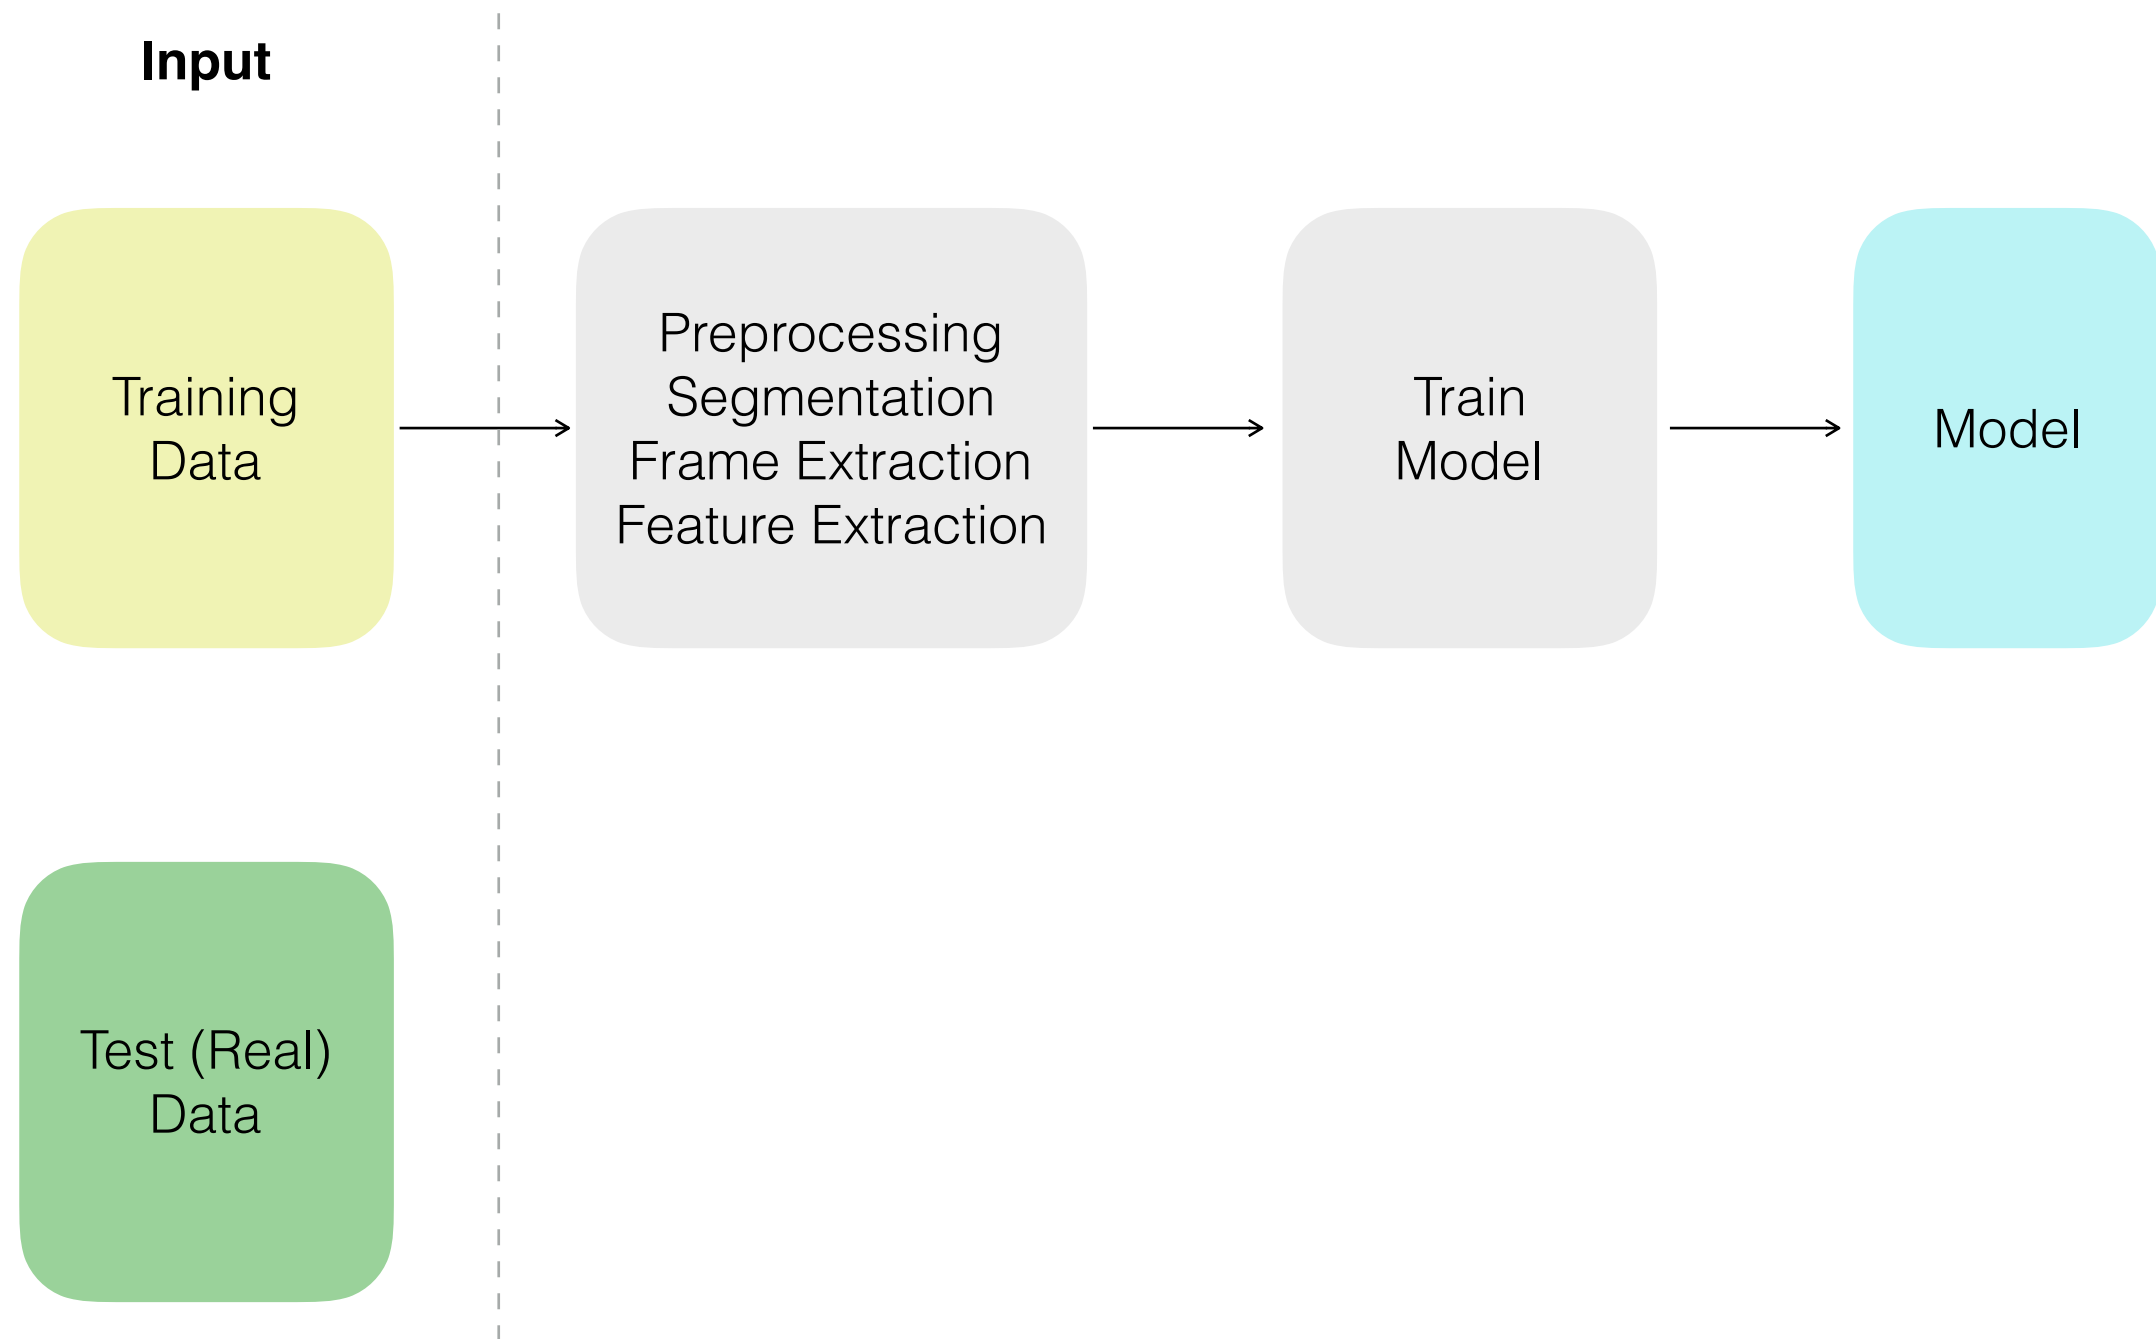 Input
Training
Data
Preprocessing
Segmentation
Frame Extraction
Feature Extraction
Train
Model
Model
Test (Real)
Data